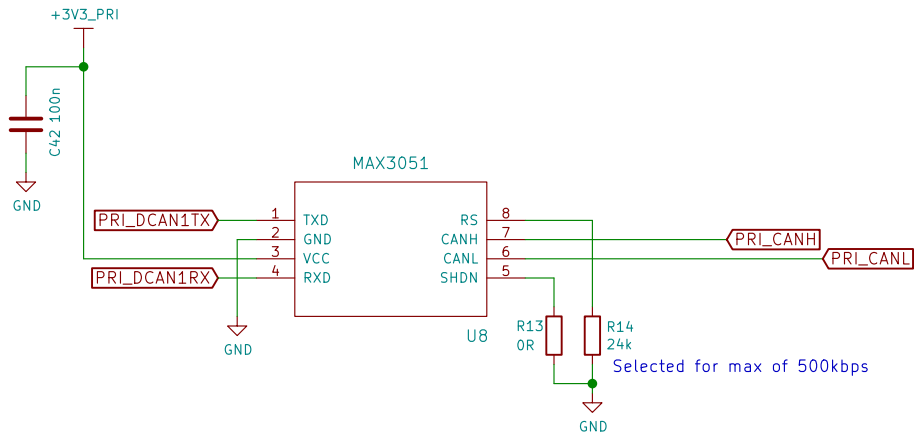 +3V3_PRI
C42 100n
GND
MAX3051
PRI_DCAN1TX
1
TXD
RS
8
2
GND
CANH
7
PRI_CANH
3
VCC
CANL
6
PRI_CANL
PRI_DCAN1RX
4
RXD
SHDN
5
GND
U8
R13
0R
R14
24k
Selected for max of 500kbps
GND